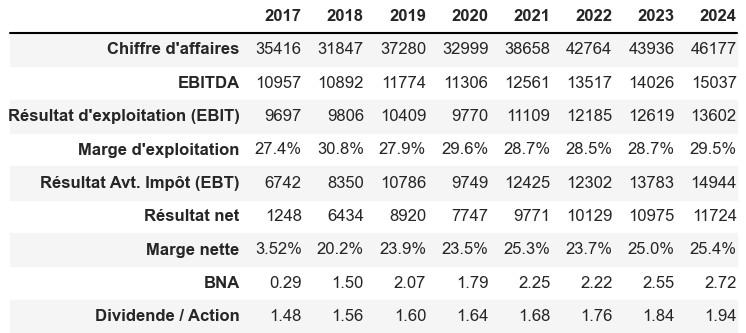 2017 2018 2019 2020 2021 2022 2023 2024
Chiffre d'affaires 35416 31847 37280 32999 38658 42764 43936 46177
EBITDA 10957 10892 11774 11306 12561 13517 14026 15037
Résultat d'exploitation (EBIT) 9697 9806 10409 9770 11109 12185 12619 13602
Marge d'exploitation 27.4% 30.8% 27.9% 29.6% 28.7% 28.5% 28.7% 29.5%
Résultat Avt. Impôt (EBT) 6742 8350 10786 9749 12425 12302 13783 14944
Résultat net 1248 6434 8920 7747 9771 10129 10975 11724
Marge nette 3.52% 20.2% 23.9% 23.5% 25.3% 23.7% 25.0% 25.4%
BNA 0.29 1.50 2.07 1.79 2.25 2.22 2.55 2.72
Dividende / Action 1.48 1.56 1.60 1.64 1.68 1.76 1.84 1.94